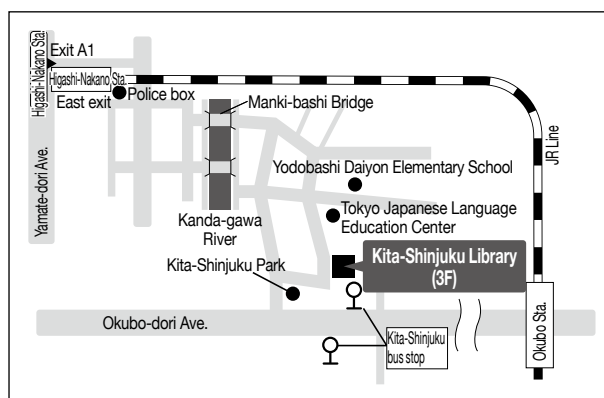 Higashi-Nakano Sta.
Exit A1
Higashi-Nakano Sta.
East exit
Police box
Manki-bashi Bridge
Yamate-dori Ave.
JR Line
Yodobashi Daiyon Elementary School
Tokyo Japanese Language
Education Center
Kanda-gawa
River
Kita-Shinjuku Library
(3F)
Kita-Shinjuku Park
Okubo-dori Ave.
Kita-Shinjuku
bus stop
Okubo Sta.